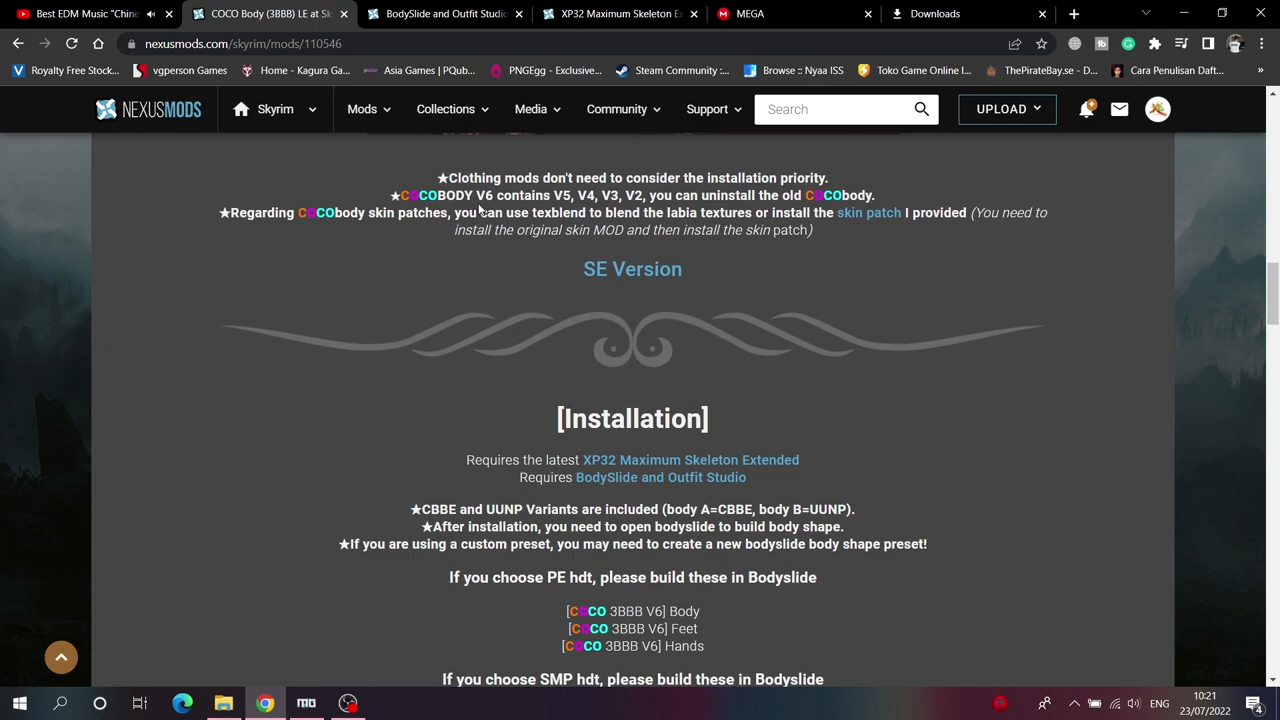 Best EDM Music "Chine
COCO Body (3BBB) LE at Sk
BodySlide and Outfit Studio
XP32 Maximum Skeleton Ex
MEGA
Downloads
nexusmods.com/skyrim/mods/110546
Royalty Free Stock...
vgperson Games
Home - Kagura Ga...
Asia Games | PQub...
PNGEgg - Exclusive...
Steam Community :...
Browse :: Nyaa ISS
Toko Game Online I...
ThePirateBay.se - D...
Cara Penulisan Daft...
»
NEXUSMODS
Skyrim
Mods
Collections
Media
Community
Support
Search
UPLOAD
★Clothing mods don't need to consider the installation priority.
★COCOBODY V6 contains V5, V4, V3, V2, you can uninstall the old COCObody.
★Regarding COCObody skin patches, you can use texblend to blend the labia textures or install the skin patch I provided (You need to
install the original skin MOD and then install the skin patch)
SE Version
[Installation]
Requires the latest XP32 Maximum Skeleton Extended
Requires BodySlide and Outfit Studio
★CBBE and UUNP Variants are included (body A=CBBE, body B=UUNP).
★After installation, you need to open bodyslide to build body shape.
★If you are using a custom preset, you may need to create a new bodyslide body shape preset!
If you choose PE hdt, please build these in Bodyslide
[COCO 3BBB V6] Body
[COCO 3BBB V6] Feet
[COCO 3BBB V6] Hands
If you choose SMP hdt, please build these in Bodyslide
ENG
10:21
23/07/2022
4